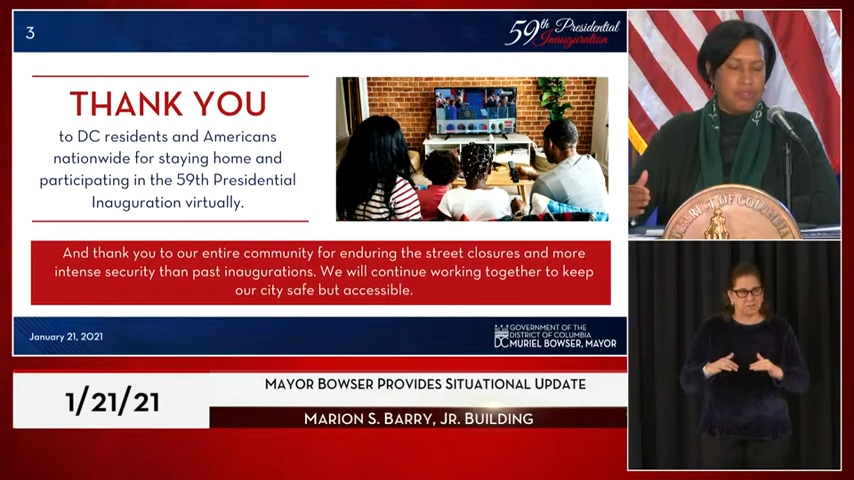 3
59th Presidential
Inauguration
THANK YOU
to DC residents and Americans
nationwide for staying home and
participating in the 59th Presidential
Inauguration virtually.
And thank you to our entire community for enduring the street closures and more
intense security than past inaugurations. We will continue working together to keep
our city safe but accessible.
January 21, 2021
GOVERNMENT OF THE
DISTRICT OF COLUMBIA
DC MURIEL BOWSER, MAYOR
DISTRICT OF COLUMBIA
1/21/21
MAYOR BOWSER PROVIDES SITUATIONAL UPDATE
MARION S. BARRY, JR. BUILDING